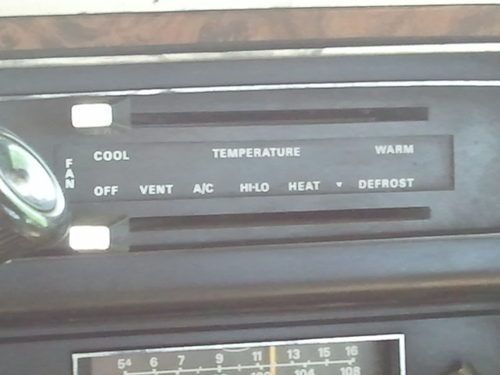 COOL TEMPERATURE WARM
FAN
OFF VENT A/C HI-LO HEAT DEFROST
54 6 7 9 11 13 15 16
104 108